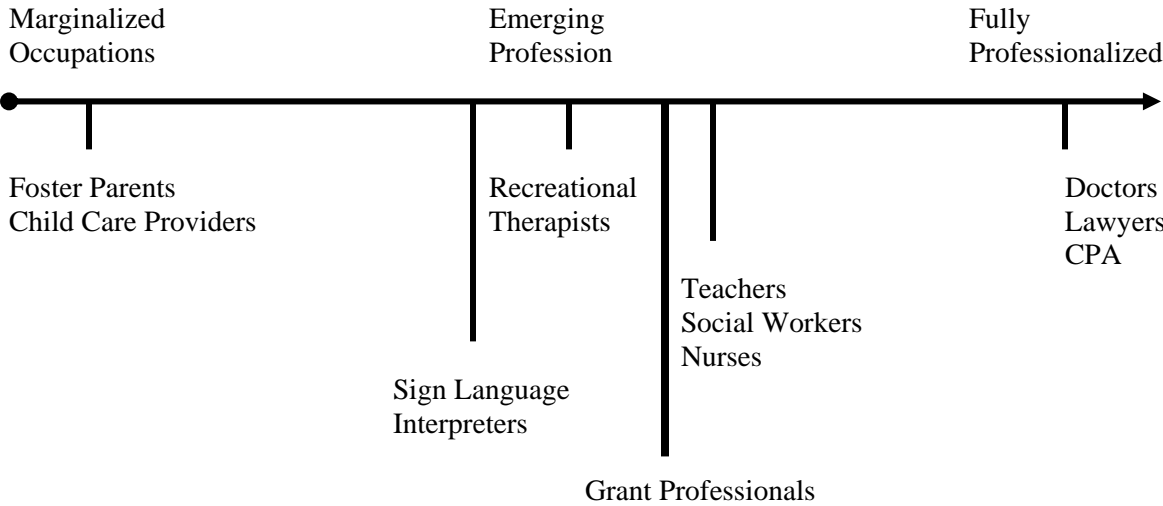 Marginalized
Occupations
Emerging
Profession
Fully
Professionalized
Foster Parents
Child Care Providers
Recreational
Therapists
Doctors
Lawyers
CPA
Teachers
Social Workers
Nurses
Sign Language
Interpreters
Grant Professionals